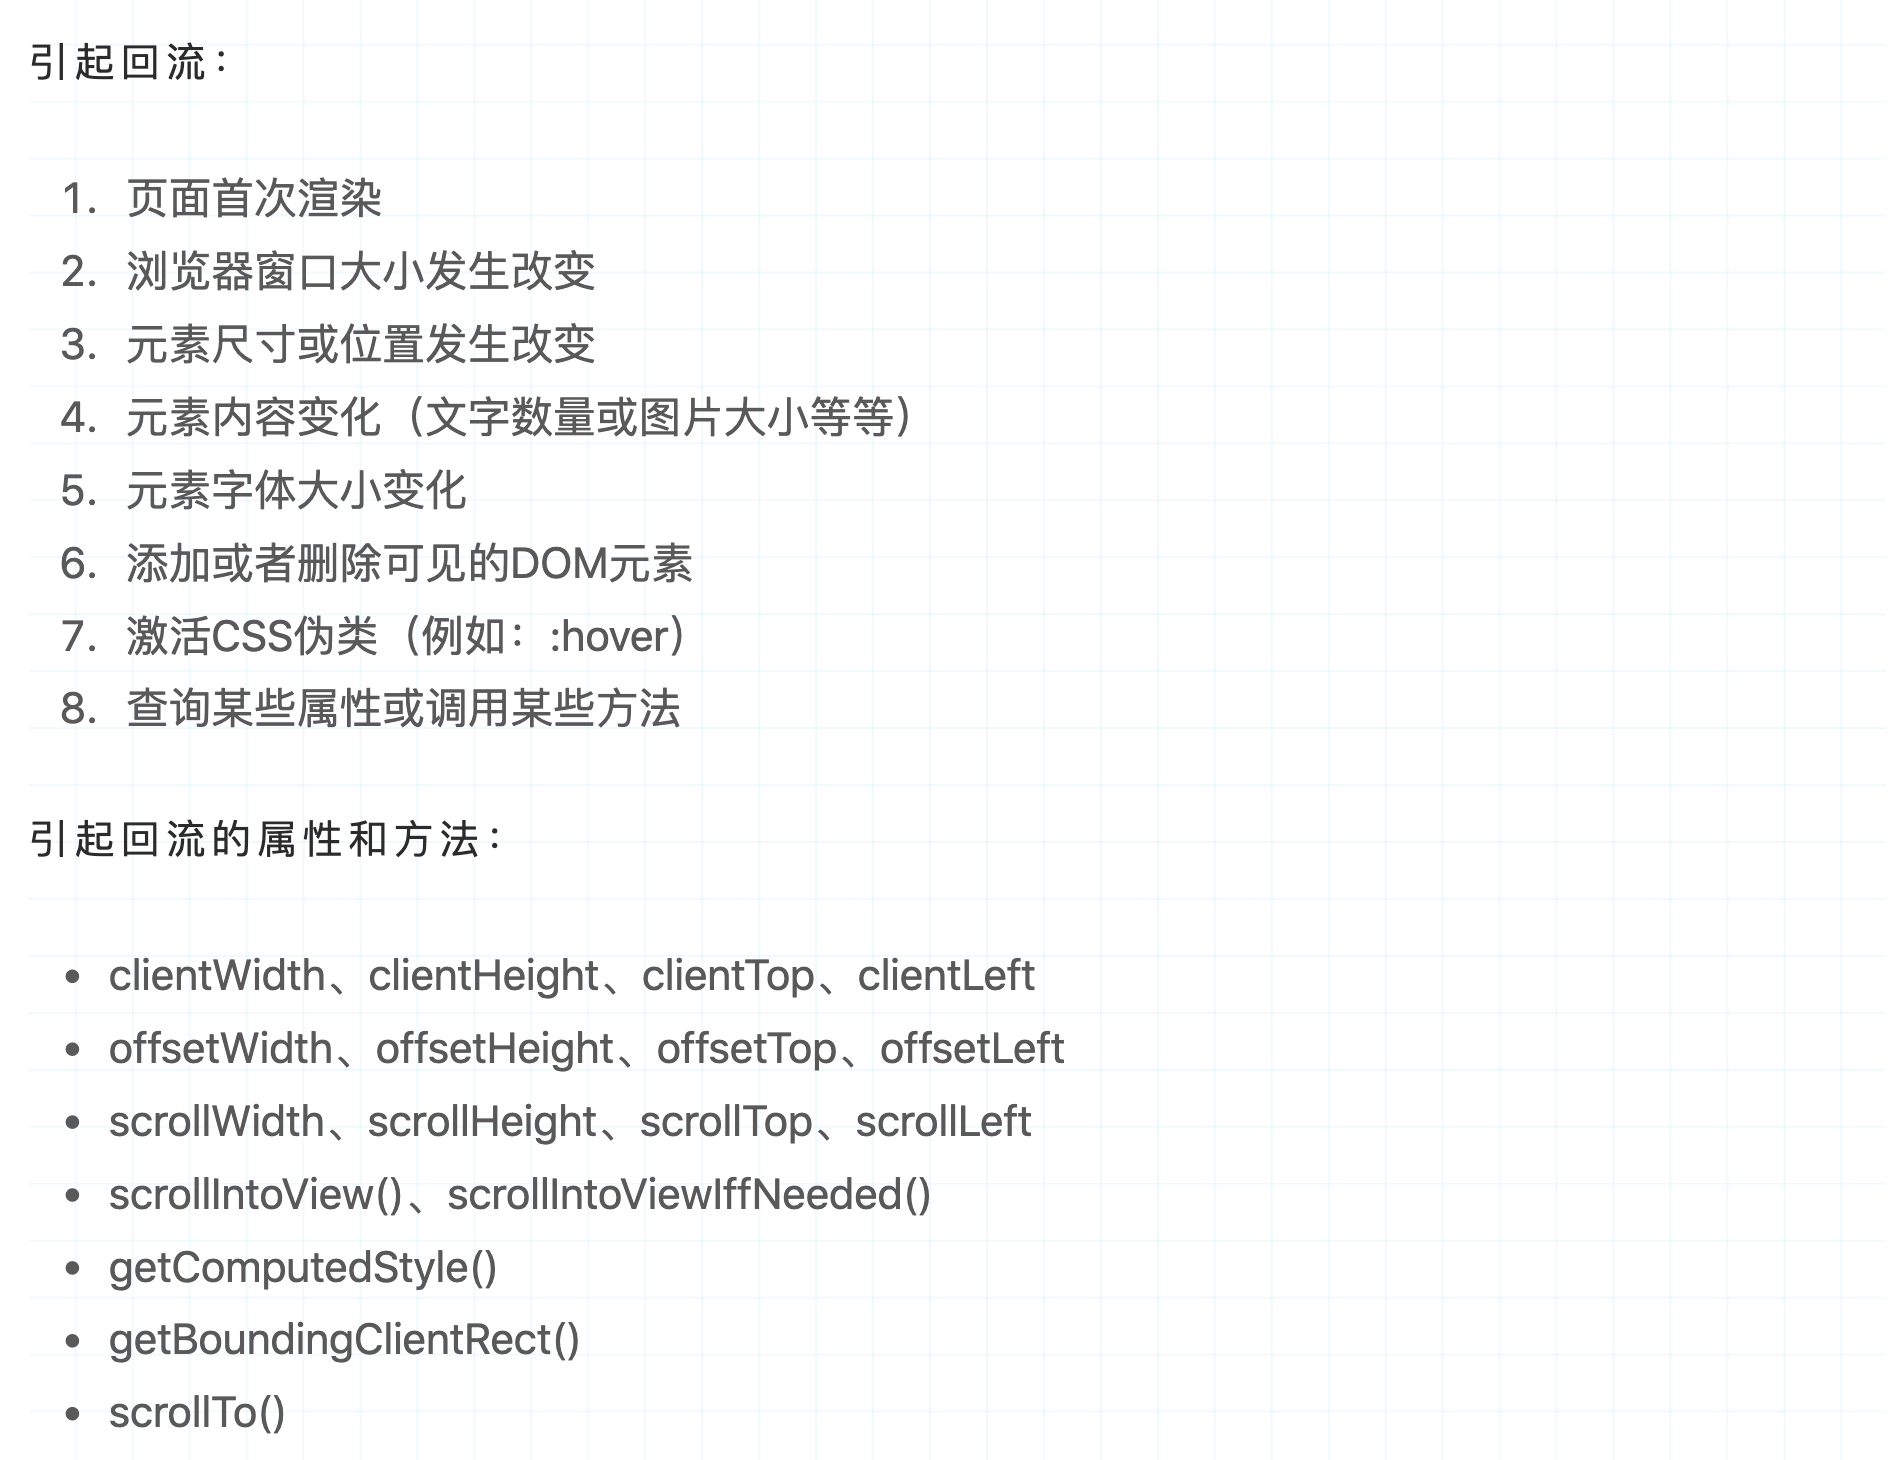 引起回流：
1. 页面首次渲染
2. 浏览器窗口大小发生改变
3. 元素尺寸或位置发生改变
4. 元素内容变化（文字数量或图片大小等等）
5. 元素字体大小变化
6. 添加或者删除可见的DOM元素
7. 激活CSS伪类（例如：:hover）
8. 查询某些属性或调用某些方法
引起回流的属性和方法：
• clientWidth、clientHeight、clientTop、clientLeft
• offsetWidth、offsetHeight、offsetTop、offsetLeft
• scrollWidth、scrollHeight、scrollTop、scrollLeft
• scrollIntoView()、scrollIntoViewIffNeeded()
• getComputedStyle()
• getBoundingClientRect()
• scrollTo()